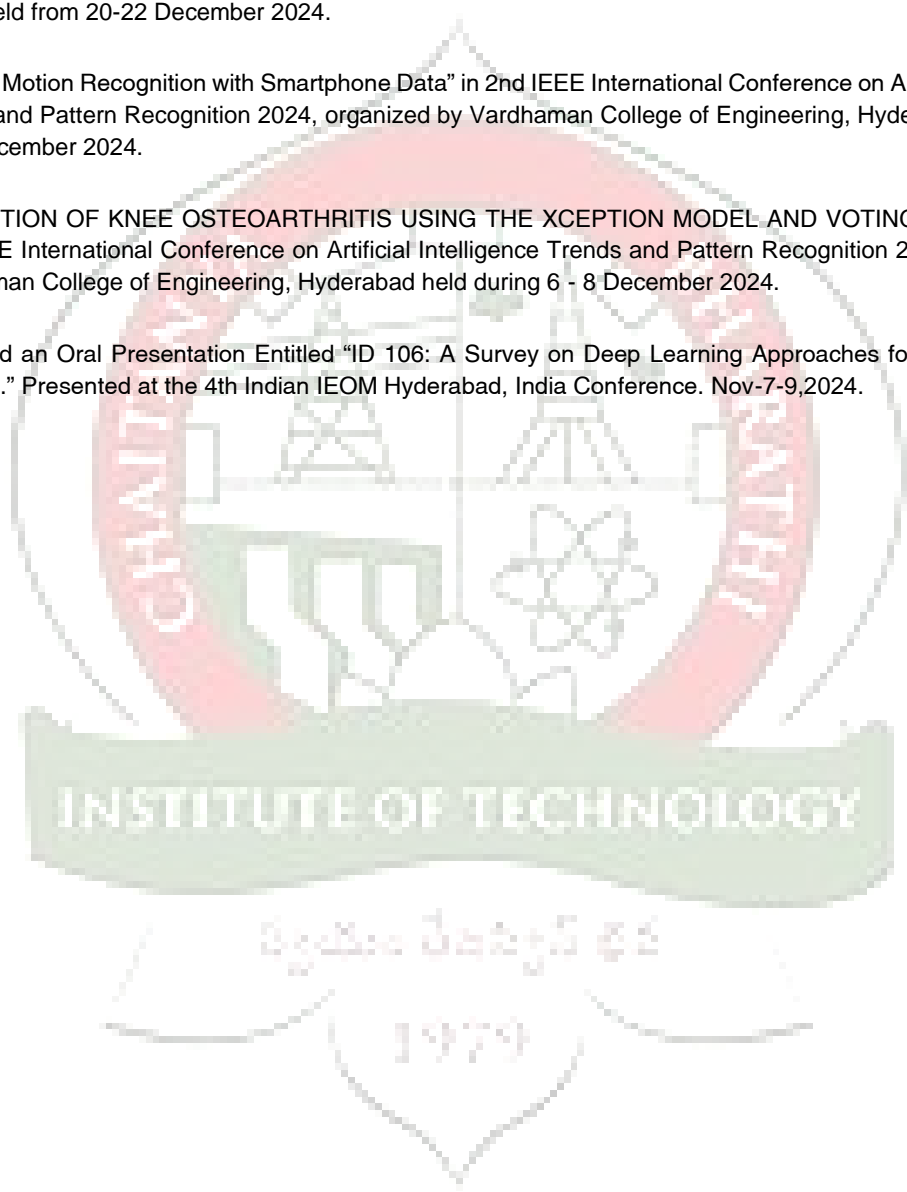 eld from 20-22 December 2024.
Motion Recognition with Smartphone Data” in 2nd IEEE International Conference on A
and Pattern Recognition 2024, organized by Vardhaman College of Engineering, Hyde
cember 2024.
TION OF KNEE OSTEOARTHRITIS USING THE XCEPTION MODEL AND VOTING
E International Conference on Artificial Intelligence Trends and Pattern Recognition 2
man College of Engineering, Hyderabad held during 6 - 8 December 2024.
d an Oral Presentation Entitled “ID 106: A Survey on Deep Learning Approaches fo
.” Presented at the 4th Indian IEOM Hyderabad, India Conference. Nov-7-9,2024.
CHAITANYA BHARATHI
INSTITUTE OF TECHNOLOGY
1979